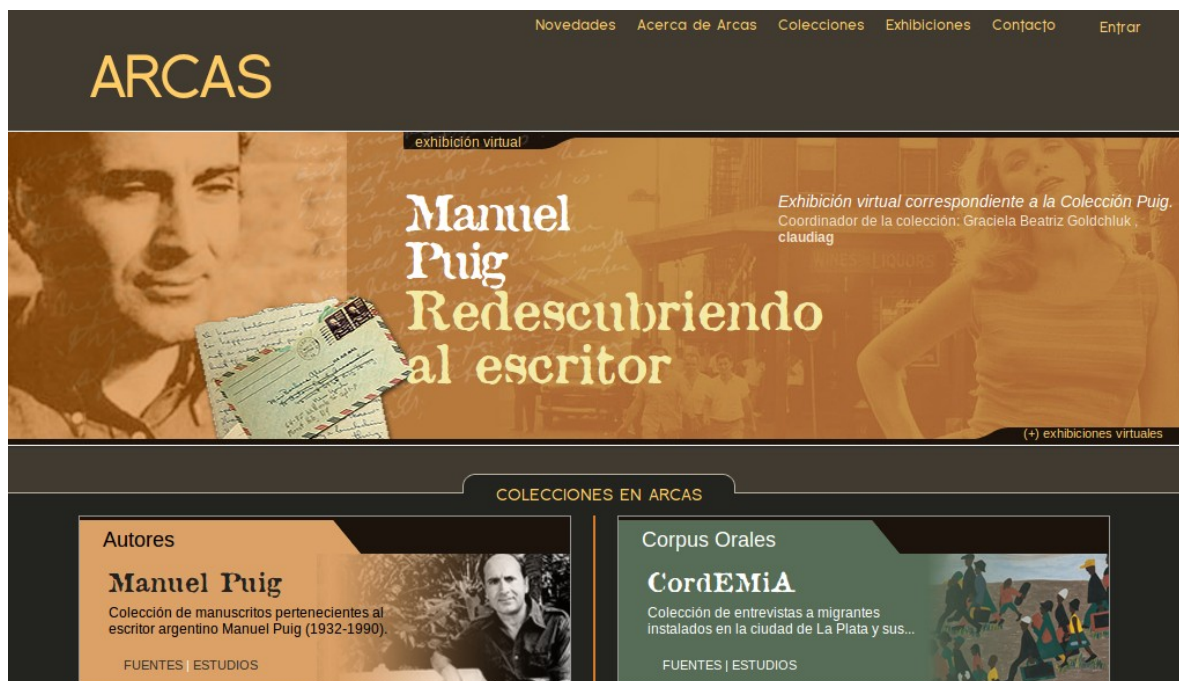 Novedades Acerca de Arcas Colecciones Exhibiciones Contacto Entrar
ARCAS
exhibición virtual
Manuel
Puig
Redescubriendo
al escritor
Exhibición virtual correspondiente a la Colección Puig.
Coordinador de la colección: Graciela Beatriz Goldchluk ,
claudiag
(+) exhibiciones virtuales
COLECCIONES EN ARCAS
Autores
Manuel Puig
Colección de manuscritos pertenecientes al
escritor argentino Manuel Puig (1932-1990).
FUENTES | ESTUDIOS
Corpus Orales
CordEMiA
Colección de entrevistas a migrantes
instalados en la ciudad de La Plata y sus...
FUENTES | ESTUDIOS